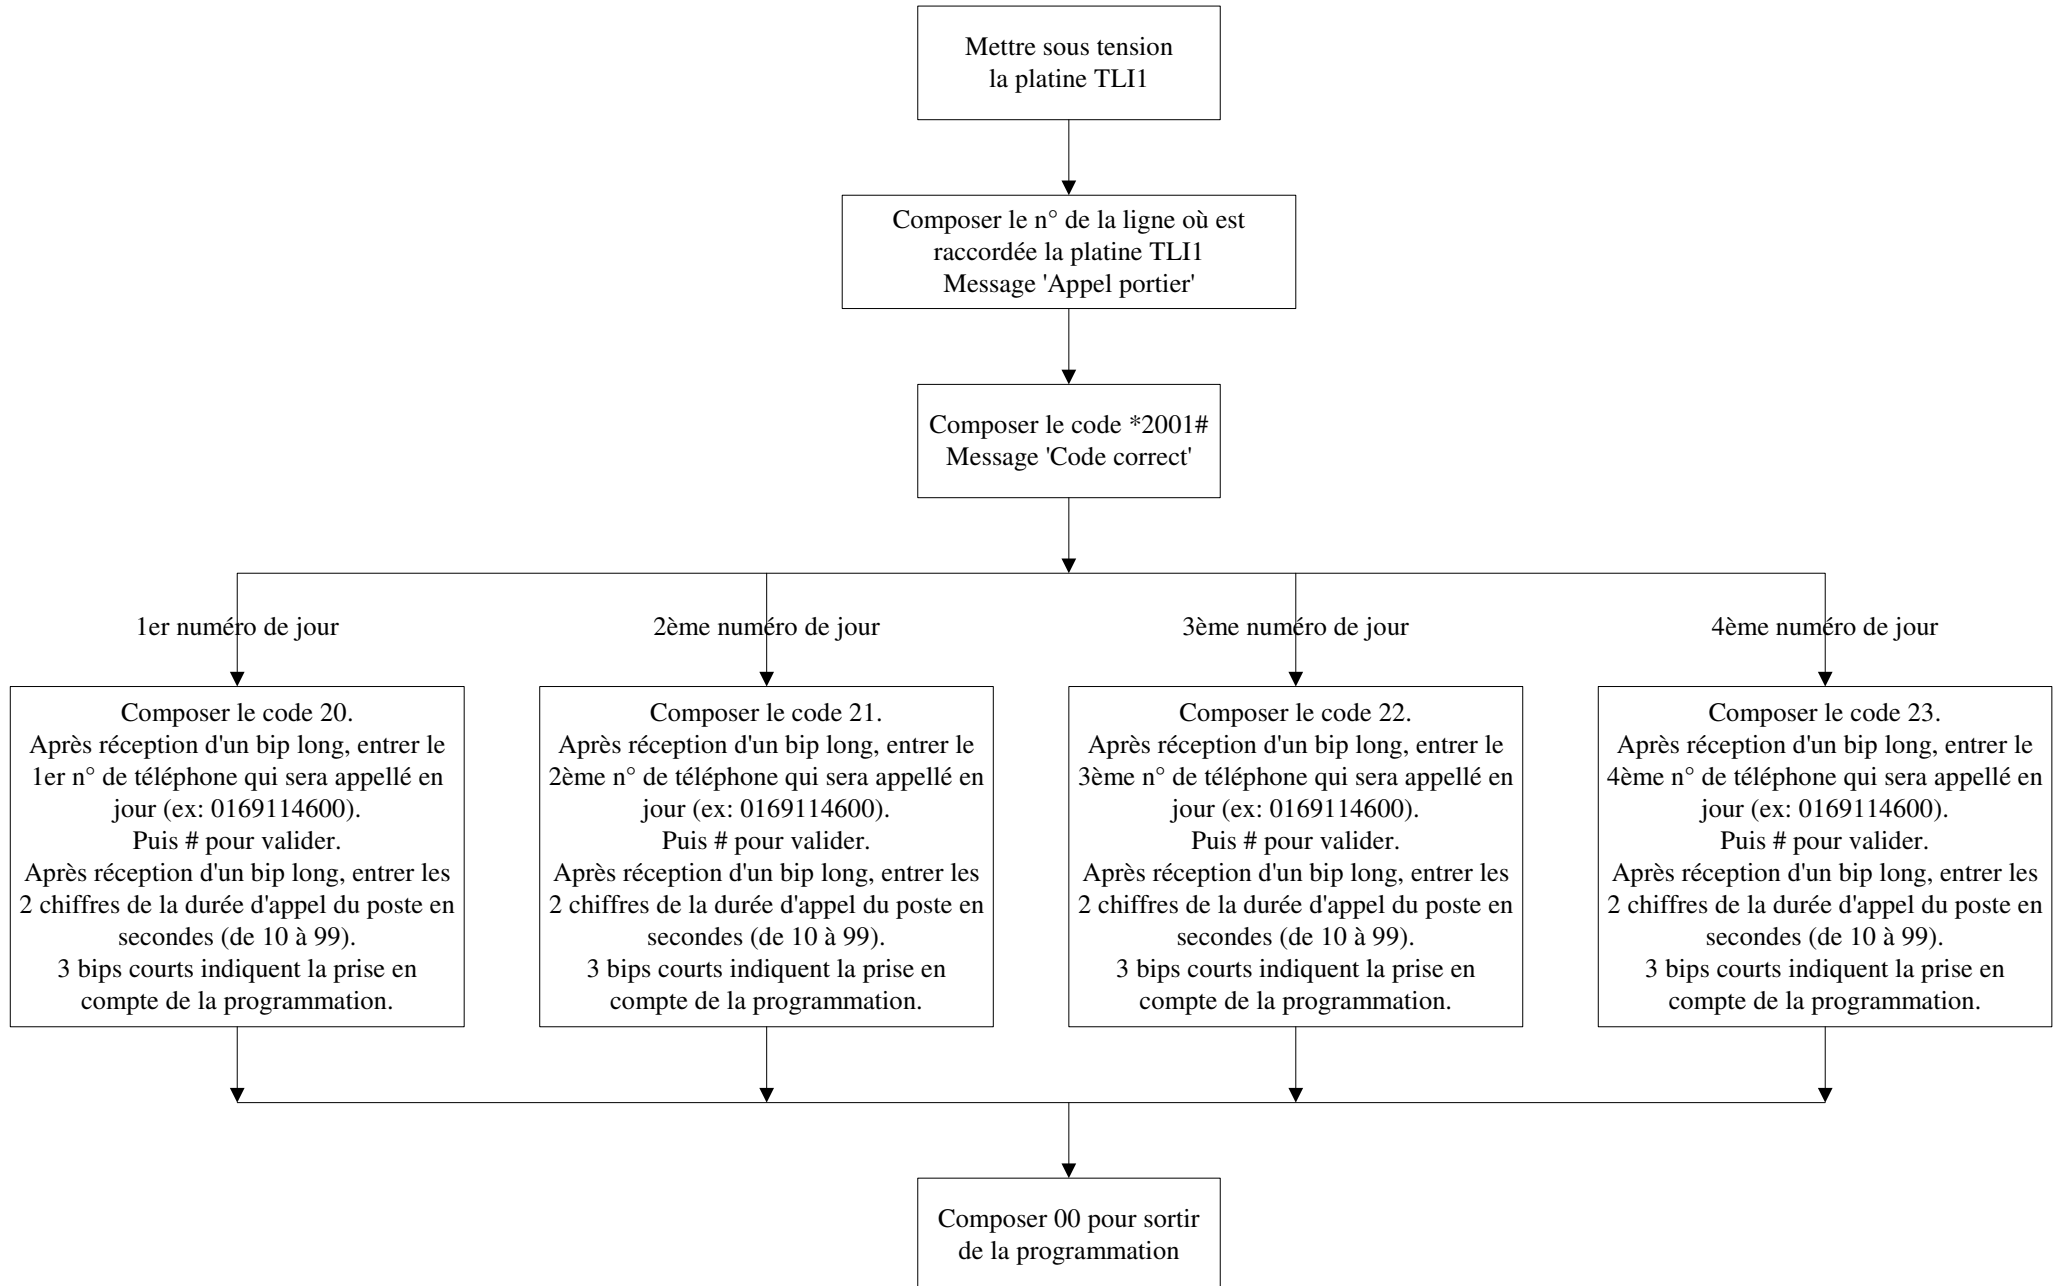 Mettre sous tension
la platine TLI1
Composer le n° de la ligne où est
raccordée la platine TLI1
Message 'Appel portier'
Composer le code *2001#
Message 'Code correct'
1er numéro de jour
2ème numéro de jour
3ème numéro de jour
4ème numéro de jour
Composer le code 20.
Après réception d'un bip long, entrer le
1er n° de téléphone qui sera appellé en
jour (ex: 0169114600).
Puis # pour valider.
Après réception d'un bip long, entrer les
2 chiffres de la durée d'appel du poste en
secondes (de 10 à 99).
3 bips courts indiquent la prise en
compte de la programmation.
Composer le code 21.
Après réception d'un bip long, entrer le
2ème n° de téléphone qui sera appellé en
jour (ex: 0169114600).
Puis # pour valider.
Après réception d'un bip long, entrer les
2 chiffres de la durée d'appel du poste en
secondes (de 10 à 99).
3 bips courts indiquent la prise en
compte de la programmation.
Composer le code 22.
Après réception d'un bip long, entrer le
3ème n° de téléphone qui sera appellé en
jour (ex: 0169114600).
Puis # pour valider.
Après réception d'un bip long, entrer les
2 chiffres de la durée d'appel du poste en
secondes (de 10 à 99).
3 bips courts indiquent la prise en
compte de la programmation.
Composer le code 23.
Après réception d'un bip long, entrer le
4ème n° de téléphone qui sera appellé en
jour (ex: 0169114600).
Puis # pour valider.
Après réception d'un bip long, entrer les
2 chiffres de la durée d'appel du poste en
secondes (de 10 à 99).
3 bips courts indiquent la prise en
compte de la programmation.
Composer 00 pour sortir
de la programmation